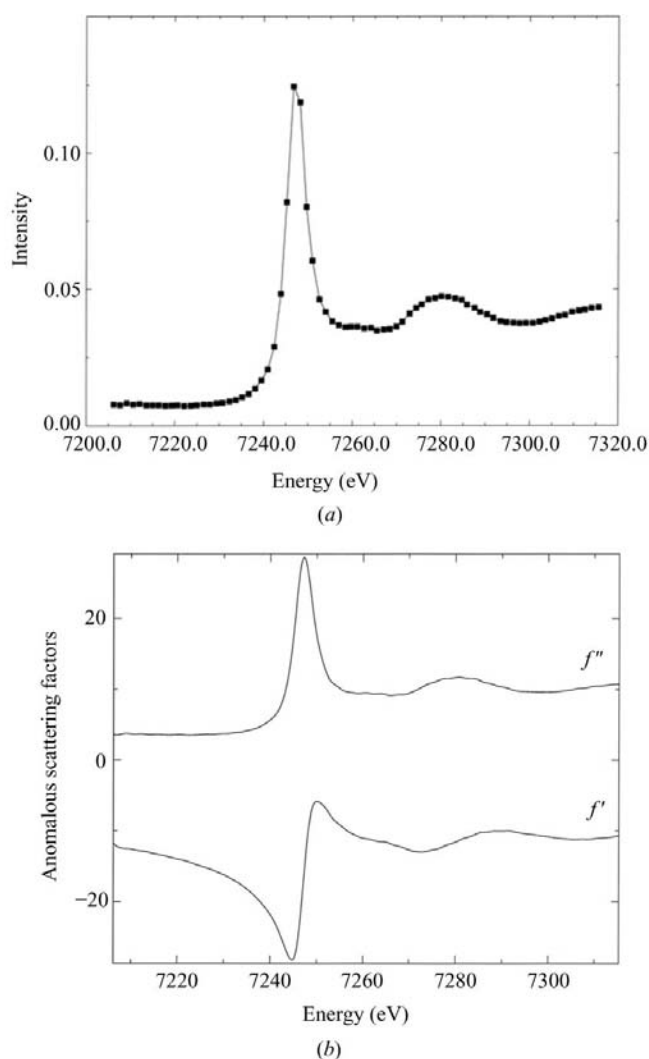 0.10
0.05
0.00
Intensity
7200.0 7220.0 7240.0 7260.0 7280.0 7300.0 7320.0
Energy (eV)
(a)
20
0
−20
Anomalous scattering factors
f″
f′
7220 7240 7260 7280 7300
Energy (eV)
(b)